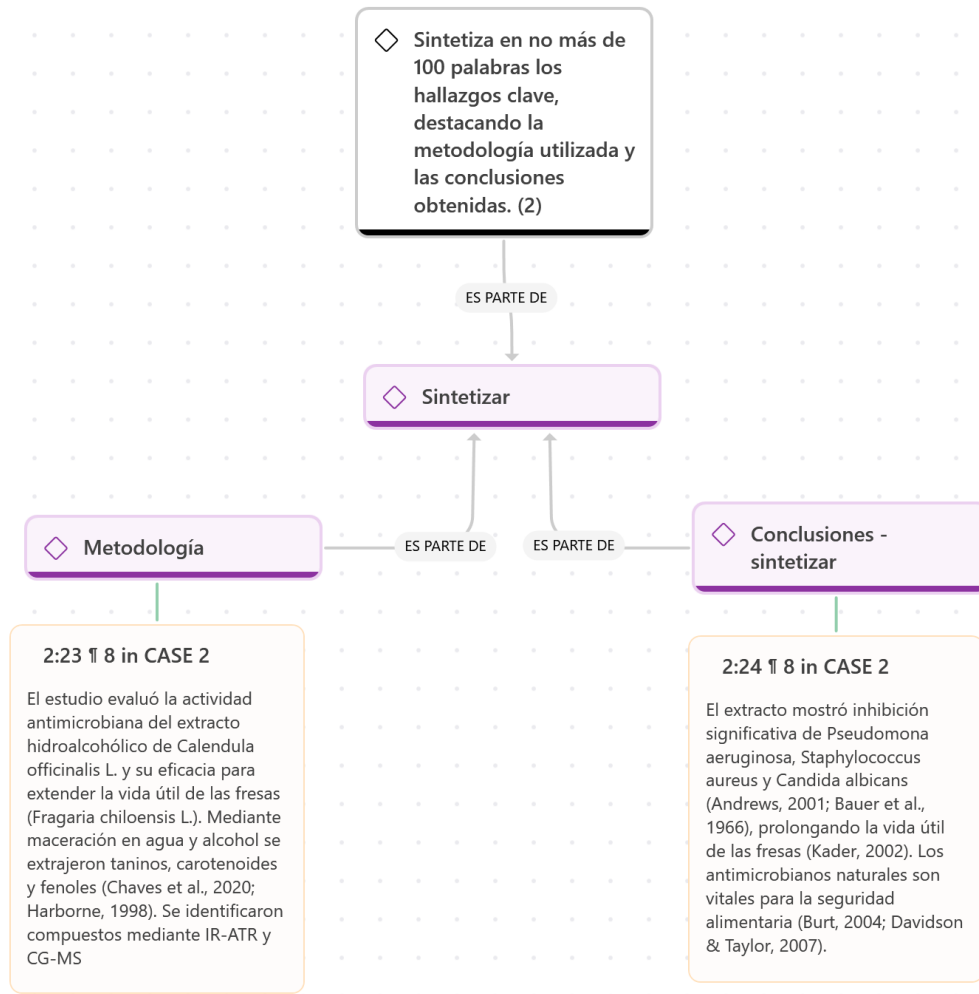 Sintetiza en no más de
100 palabras los
hallazgos clave,
destacando la
metodología utilizada y
las conclusiones
obtenidas. (2)
ES PARTE DE
Sintetizar
Metodología
ES PARTE DE
ES PARTE DE
Conclusiones -
sintetizar
2:23 ¶ 8 in CASE 2
El estudio evaluó la actividad
antimicrobiana del extracto
hidroalcohólico de Calendula
officinalis L. y su eficacia para
extender la vida útil de las fresas
(Fragaria chiloensis L.). Mediante
maceración en agua y alcohol se
extrajeron taninos, carotenoides
y fenoles (Chaves et al., 2020;
Harborne, 1998). Se identificaron
compuestos mediante IR-ATR y
CG-MS
2:24 ¶ 8 in CASE 2
El extracto mostró inhibición
significativa de Pseudomona
aeruginosa, Staphylococcus
aureus y Candida albicans
(Andrews, 2001; Bauer et al.,
1966), prolongando la vida útil
de las fresas (Kader, 2002). Los
antimicrobianos naturales son
vitales para la seguridad
alimentaria (Burt, 2004; Davidson
& Taylor, 2007).